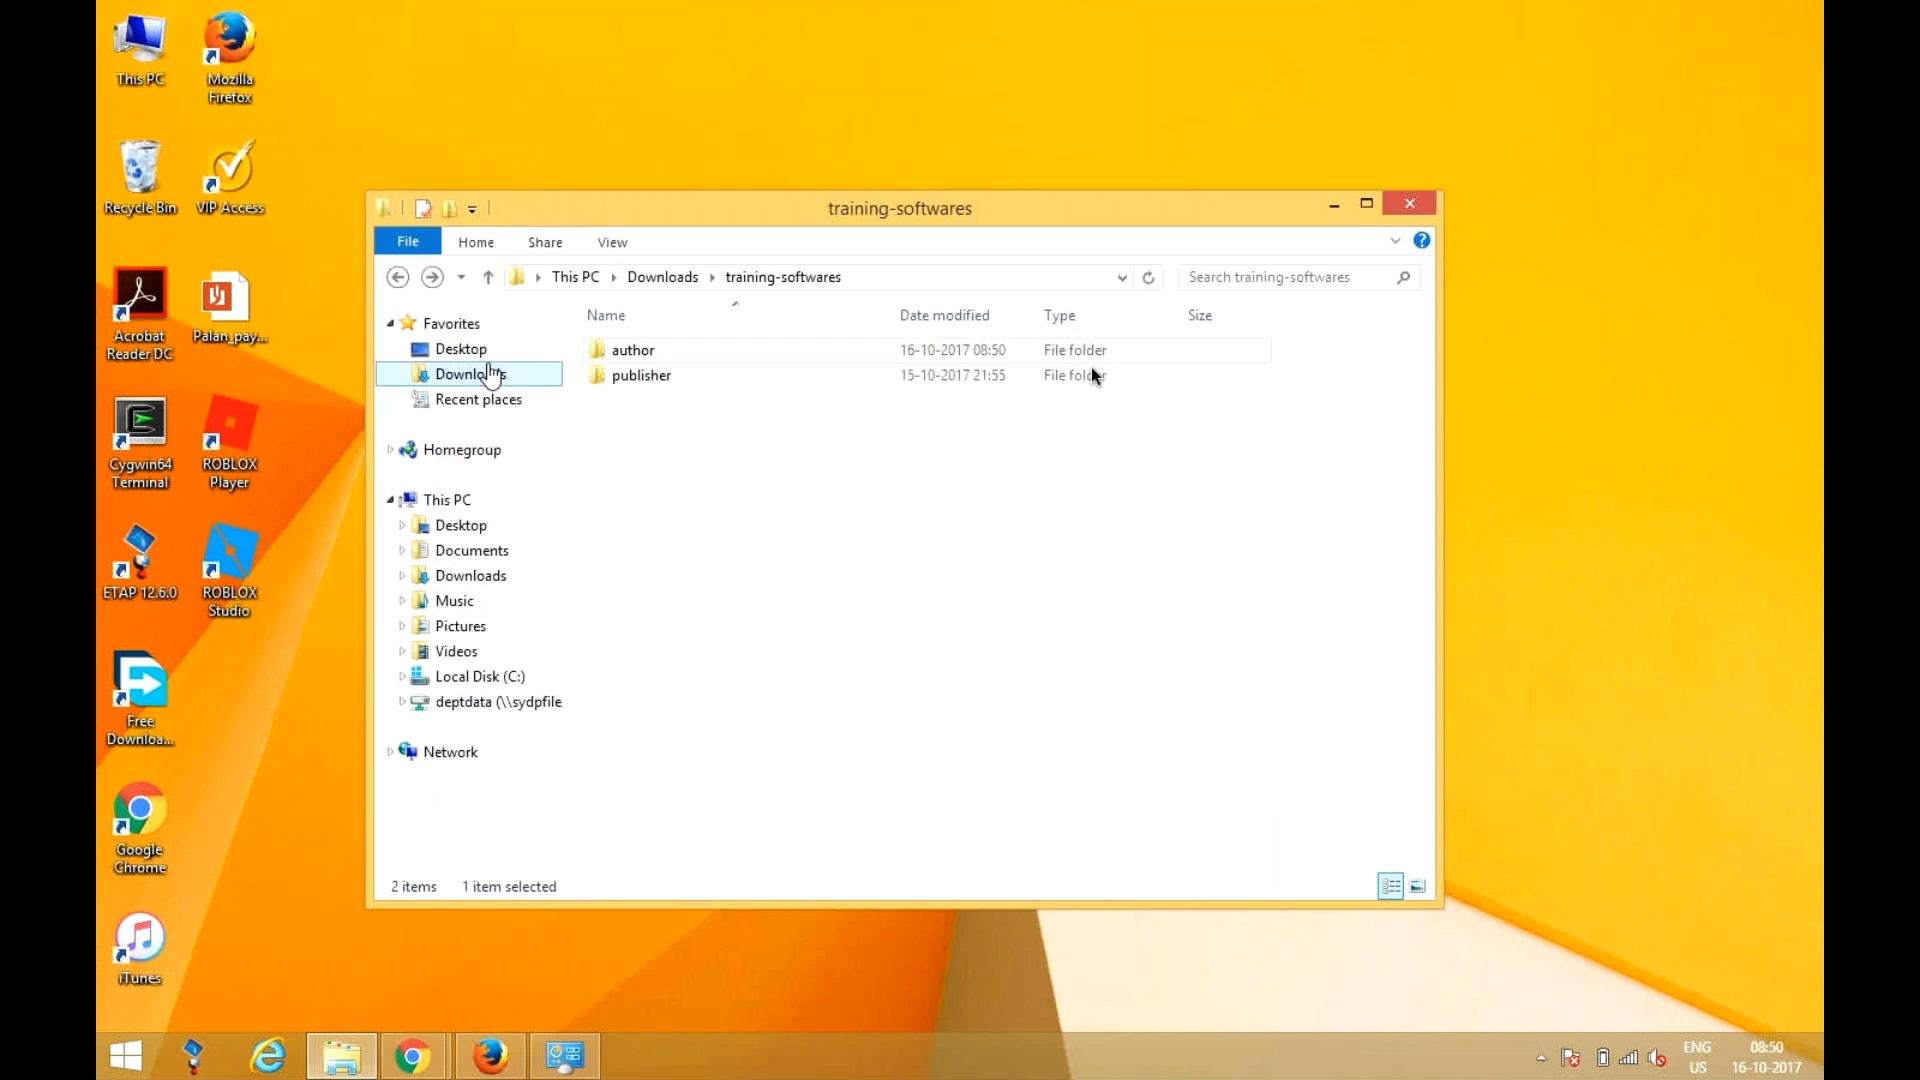 This PC
Mozilla
Firefox
Recycle Bin
VIP Access
Acrobat
Reader DC
Palan_pay...
Cygwin64
Terminal
ROBLOX
Player
ETAP 12.6.0
ROBLOX
Studio
Free
Downloa...
Google
Chrome
iTunes
training-softwares
File Home Share View
This PC Downloads training-softwares
Search training-softwares
Name Date modified Type Size
author 16-10-2017 08:50 File folder
publisher 15-10-2017 21:55 File folder
Favorites
Desktop
Downloads
Recent places
Homegroup
This PC
Desktop
Documents
Downloads
Music
Pictures
Videos
Local Disk (C:)
deptdata (\\sydpfile
Network
2 items 1 item selected
ENG
US
08:50
16-10-2017